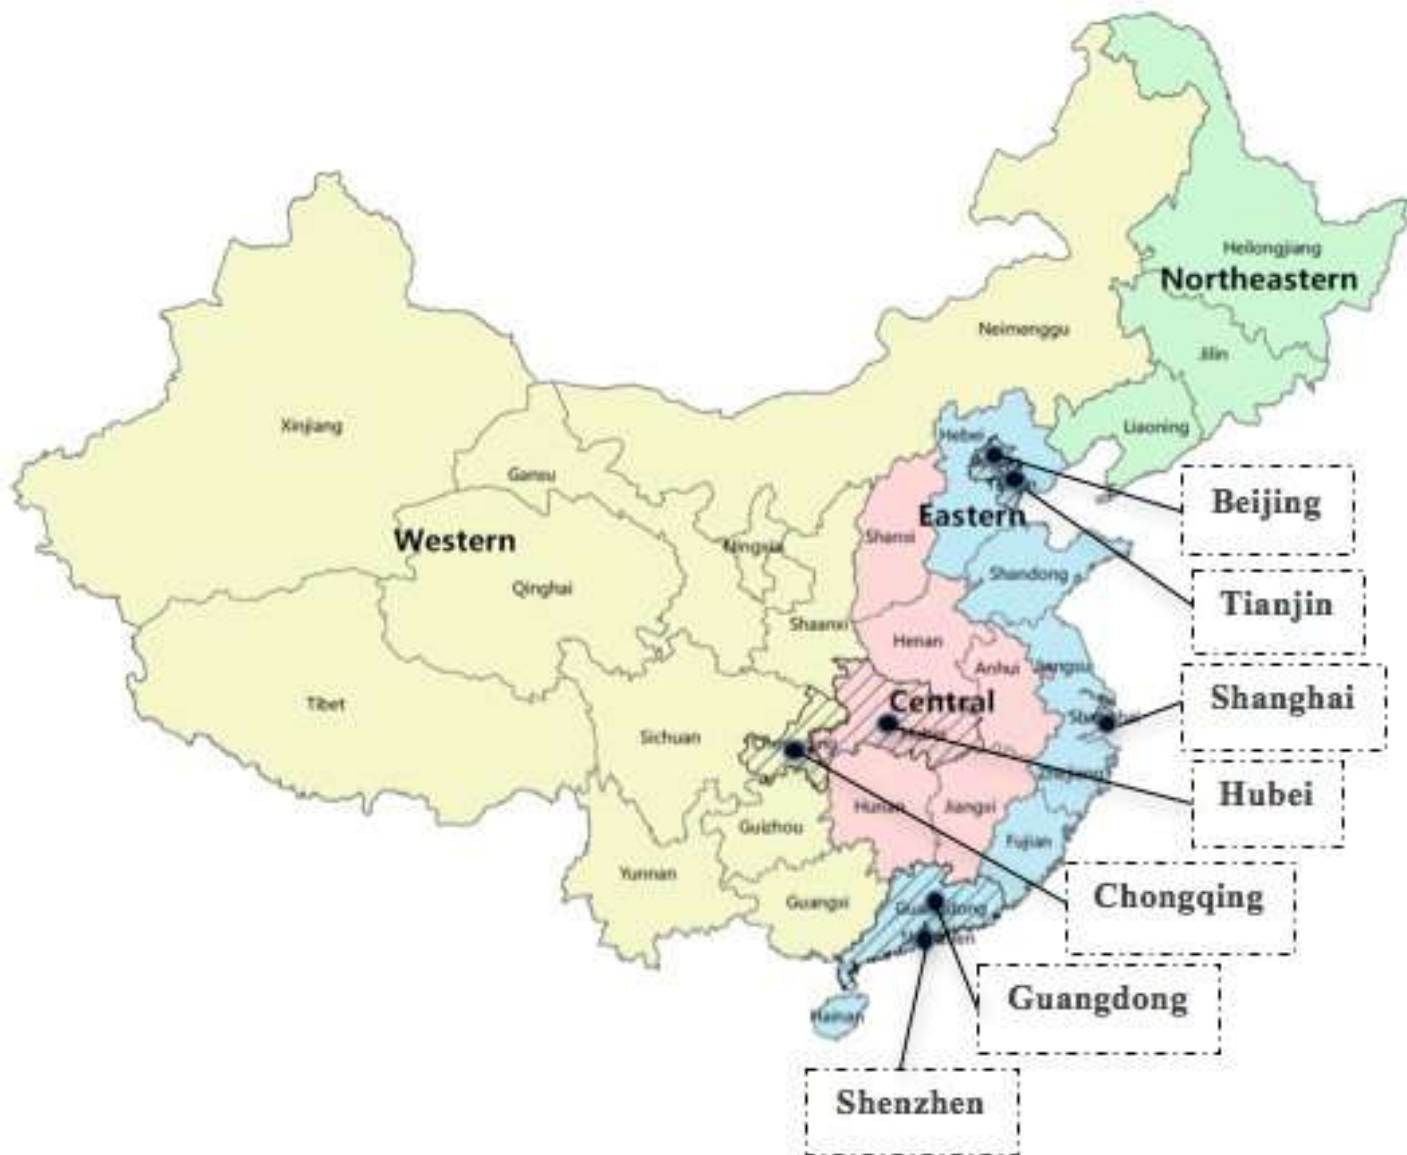 Heilongjiang
Northeastern
Neimenggu
Jilin
Xinjiang
Liaoning
Hebei
Gansu
Beijing
Eastern
Western
Shanxi
Ningxia
Shandong
Qinghai
Tianjin
Shaanxi
Henan
Anhui
Jiangsu
Tibet
Central
Shanghai
Sichuan
Hubei
Hunan
Jiangxi
Guizhou
Fujian
Yunnan
Guangxi
Chongqing
Guangdong
Hainan
Shenzhen